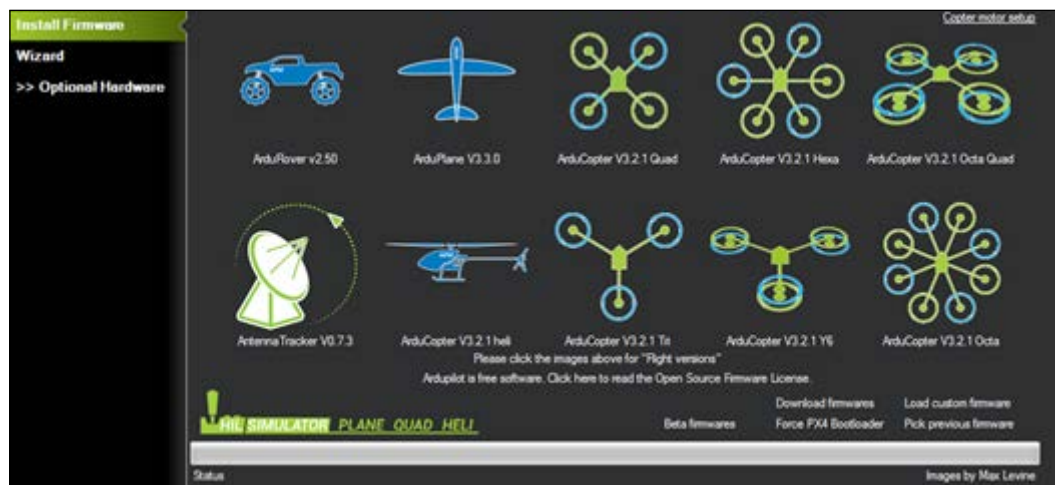 Install Firmware
Wizard
>> Optional Hardware
Copter motor setup
ArduRover v2.50
ArduPlane V3.3.0
ArduCopter V3.2.1 Quad
ArduCopter V3.2.1 Hexa
ArduCopter V3.2.1 Octa Quad
AntennaTracker V0.7.3
ArduCopter V3.2.1 heli
ArduCopter V3.2.1 Tri
ArduCopter V3.2.1 Y6
ArduCopter V3.2.1 Octa
Please click the images above for "Flight versions"
Ardupilot is free software. Click here to read the Open Source Firmware License.
Download firmwares
Load custom firmware
HIL SIMULATOR PLANE QUAD HELI
Beta firmwares
Force PX4 Bootloader
Pick previous firmware
Status
Images by Max Levine